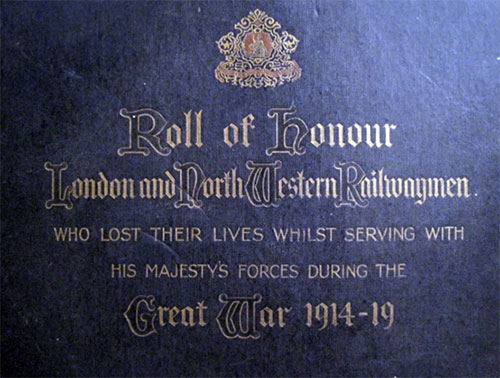 Roll of Honour
London and North Western Railwaymen
WHO LOST THEIR LIVES WHILST SERVING WITH
HIS MAJESTY'S FORCES DURING THE
Great War 1914-19